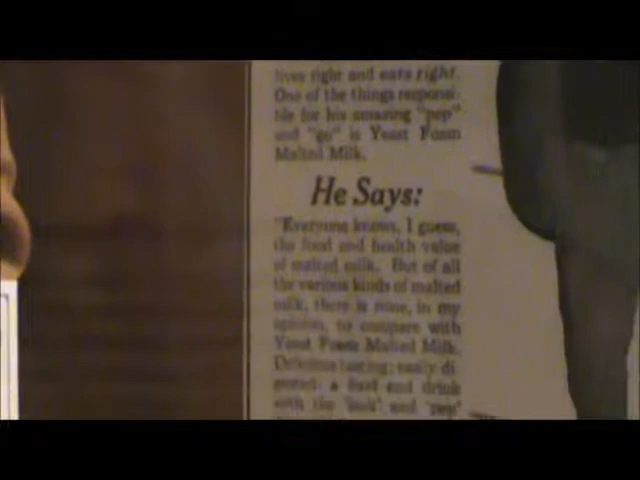 lives right and eats right.
One of the things responsi-
ble for his amazing "pep"
and "go" is Yeast Foam
Malted Milk.
He Says:
"Everyone knows, I guess,
the food and health value
of malted milk. But of all
the various kinds of malted
milk, there is none, in my
opinion, to compare with
Yeast Foam Malted Milk.
Delicious tasting; easily di-
gested; a food and drink
with the "kick" and "pep"